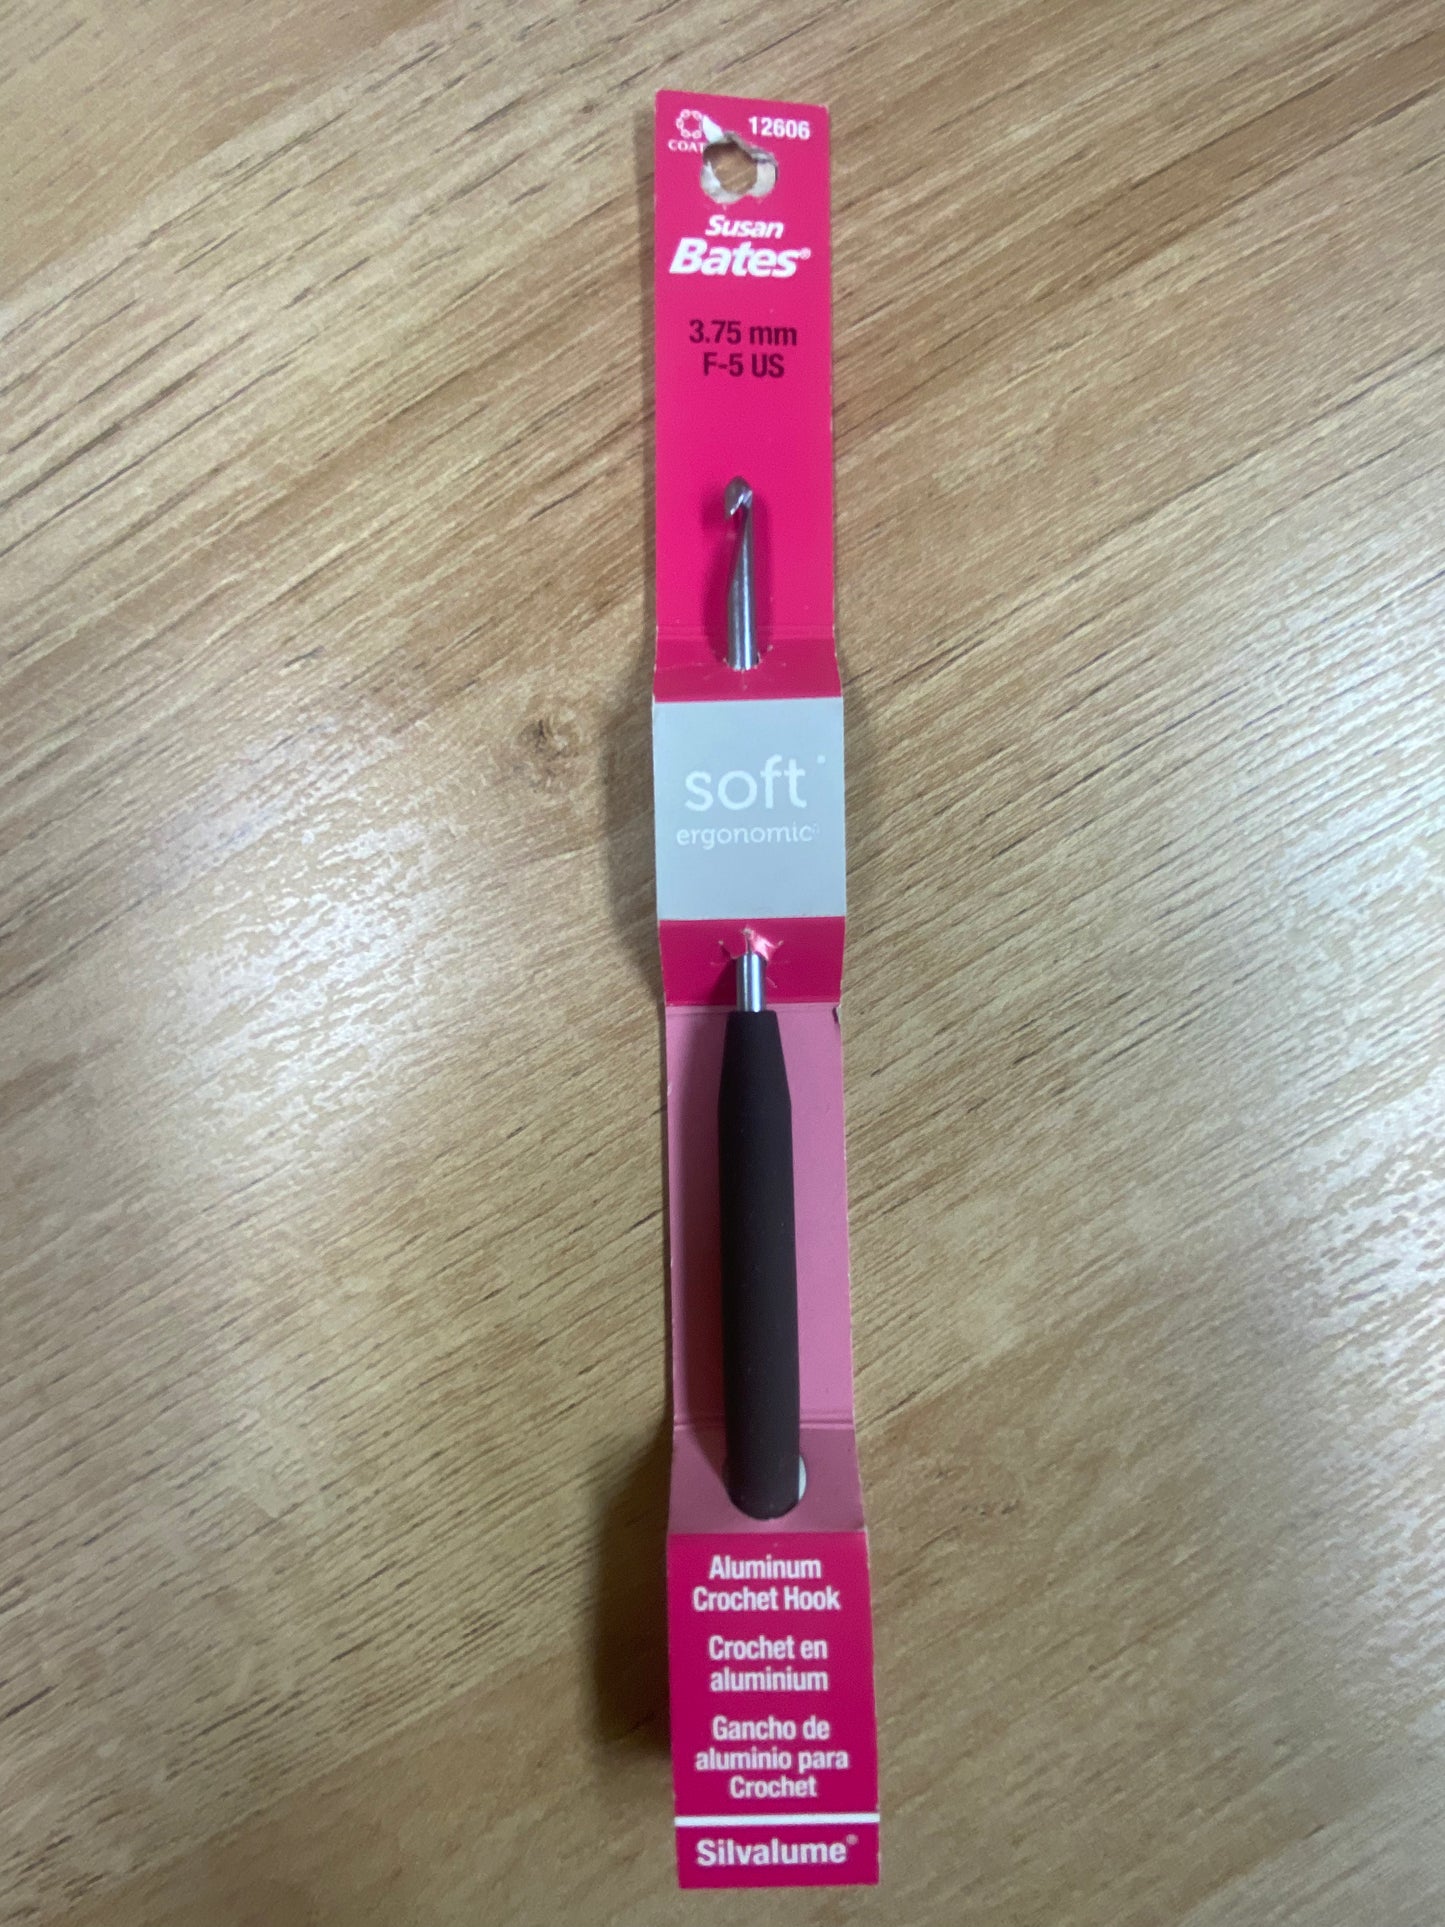 12606
COAT
Susan
Bates®
3.75 mm
F-5 US
soft
ergonomic
Aluminum
Crochet Hook
Crochet en
aluminium
Gancho de
aluminio para
Crochet
Silvalume®